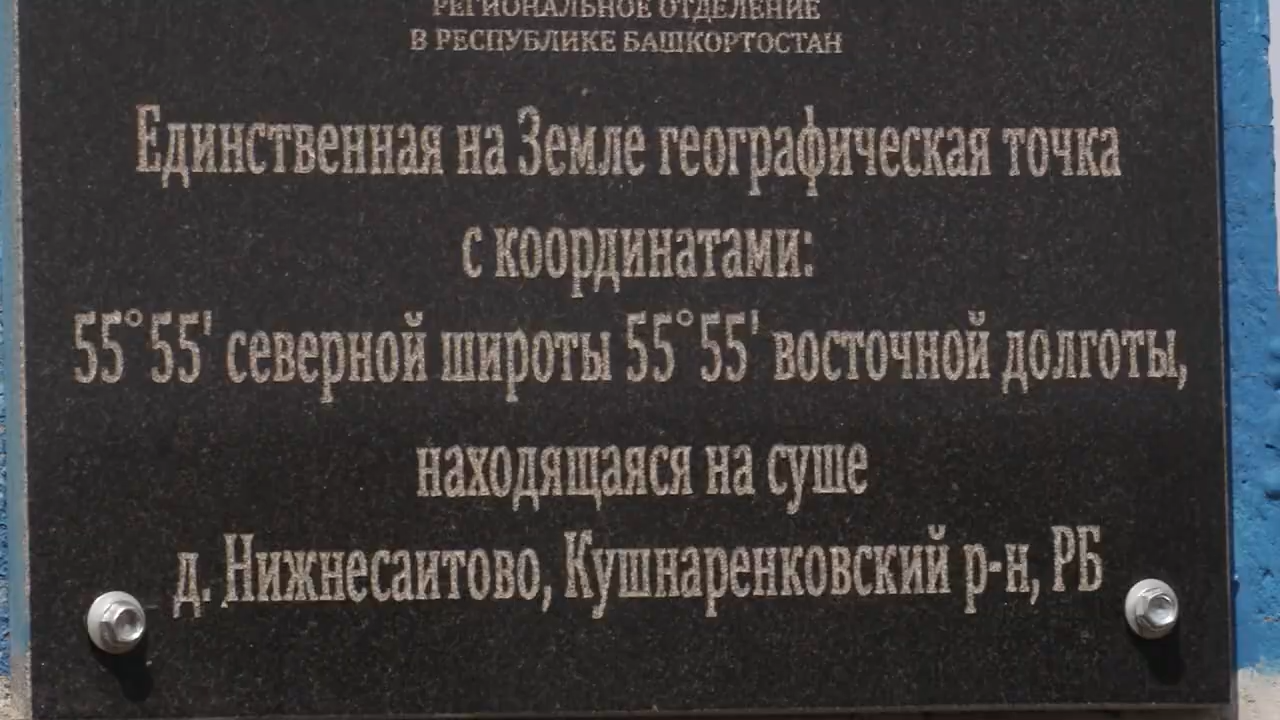 РЕГИОНАЛЬНОЕ ОТДЕЛЕНИЕ
В РЕСПУБЛИКЕ БАШКОРТОСТАН
Единственная на Земле географическая точка
с координатами:
55°55' северной широты 55°55' восточной долготы,
находящаяся на суше
д. Нижнесаитово, Кушнаренковский р-н, РБ